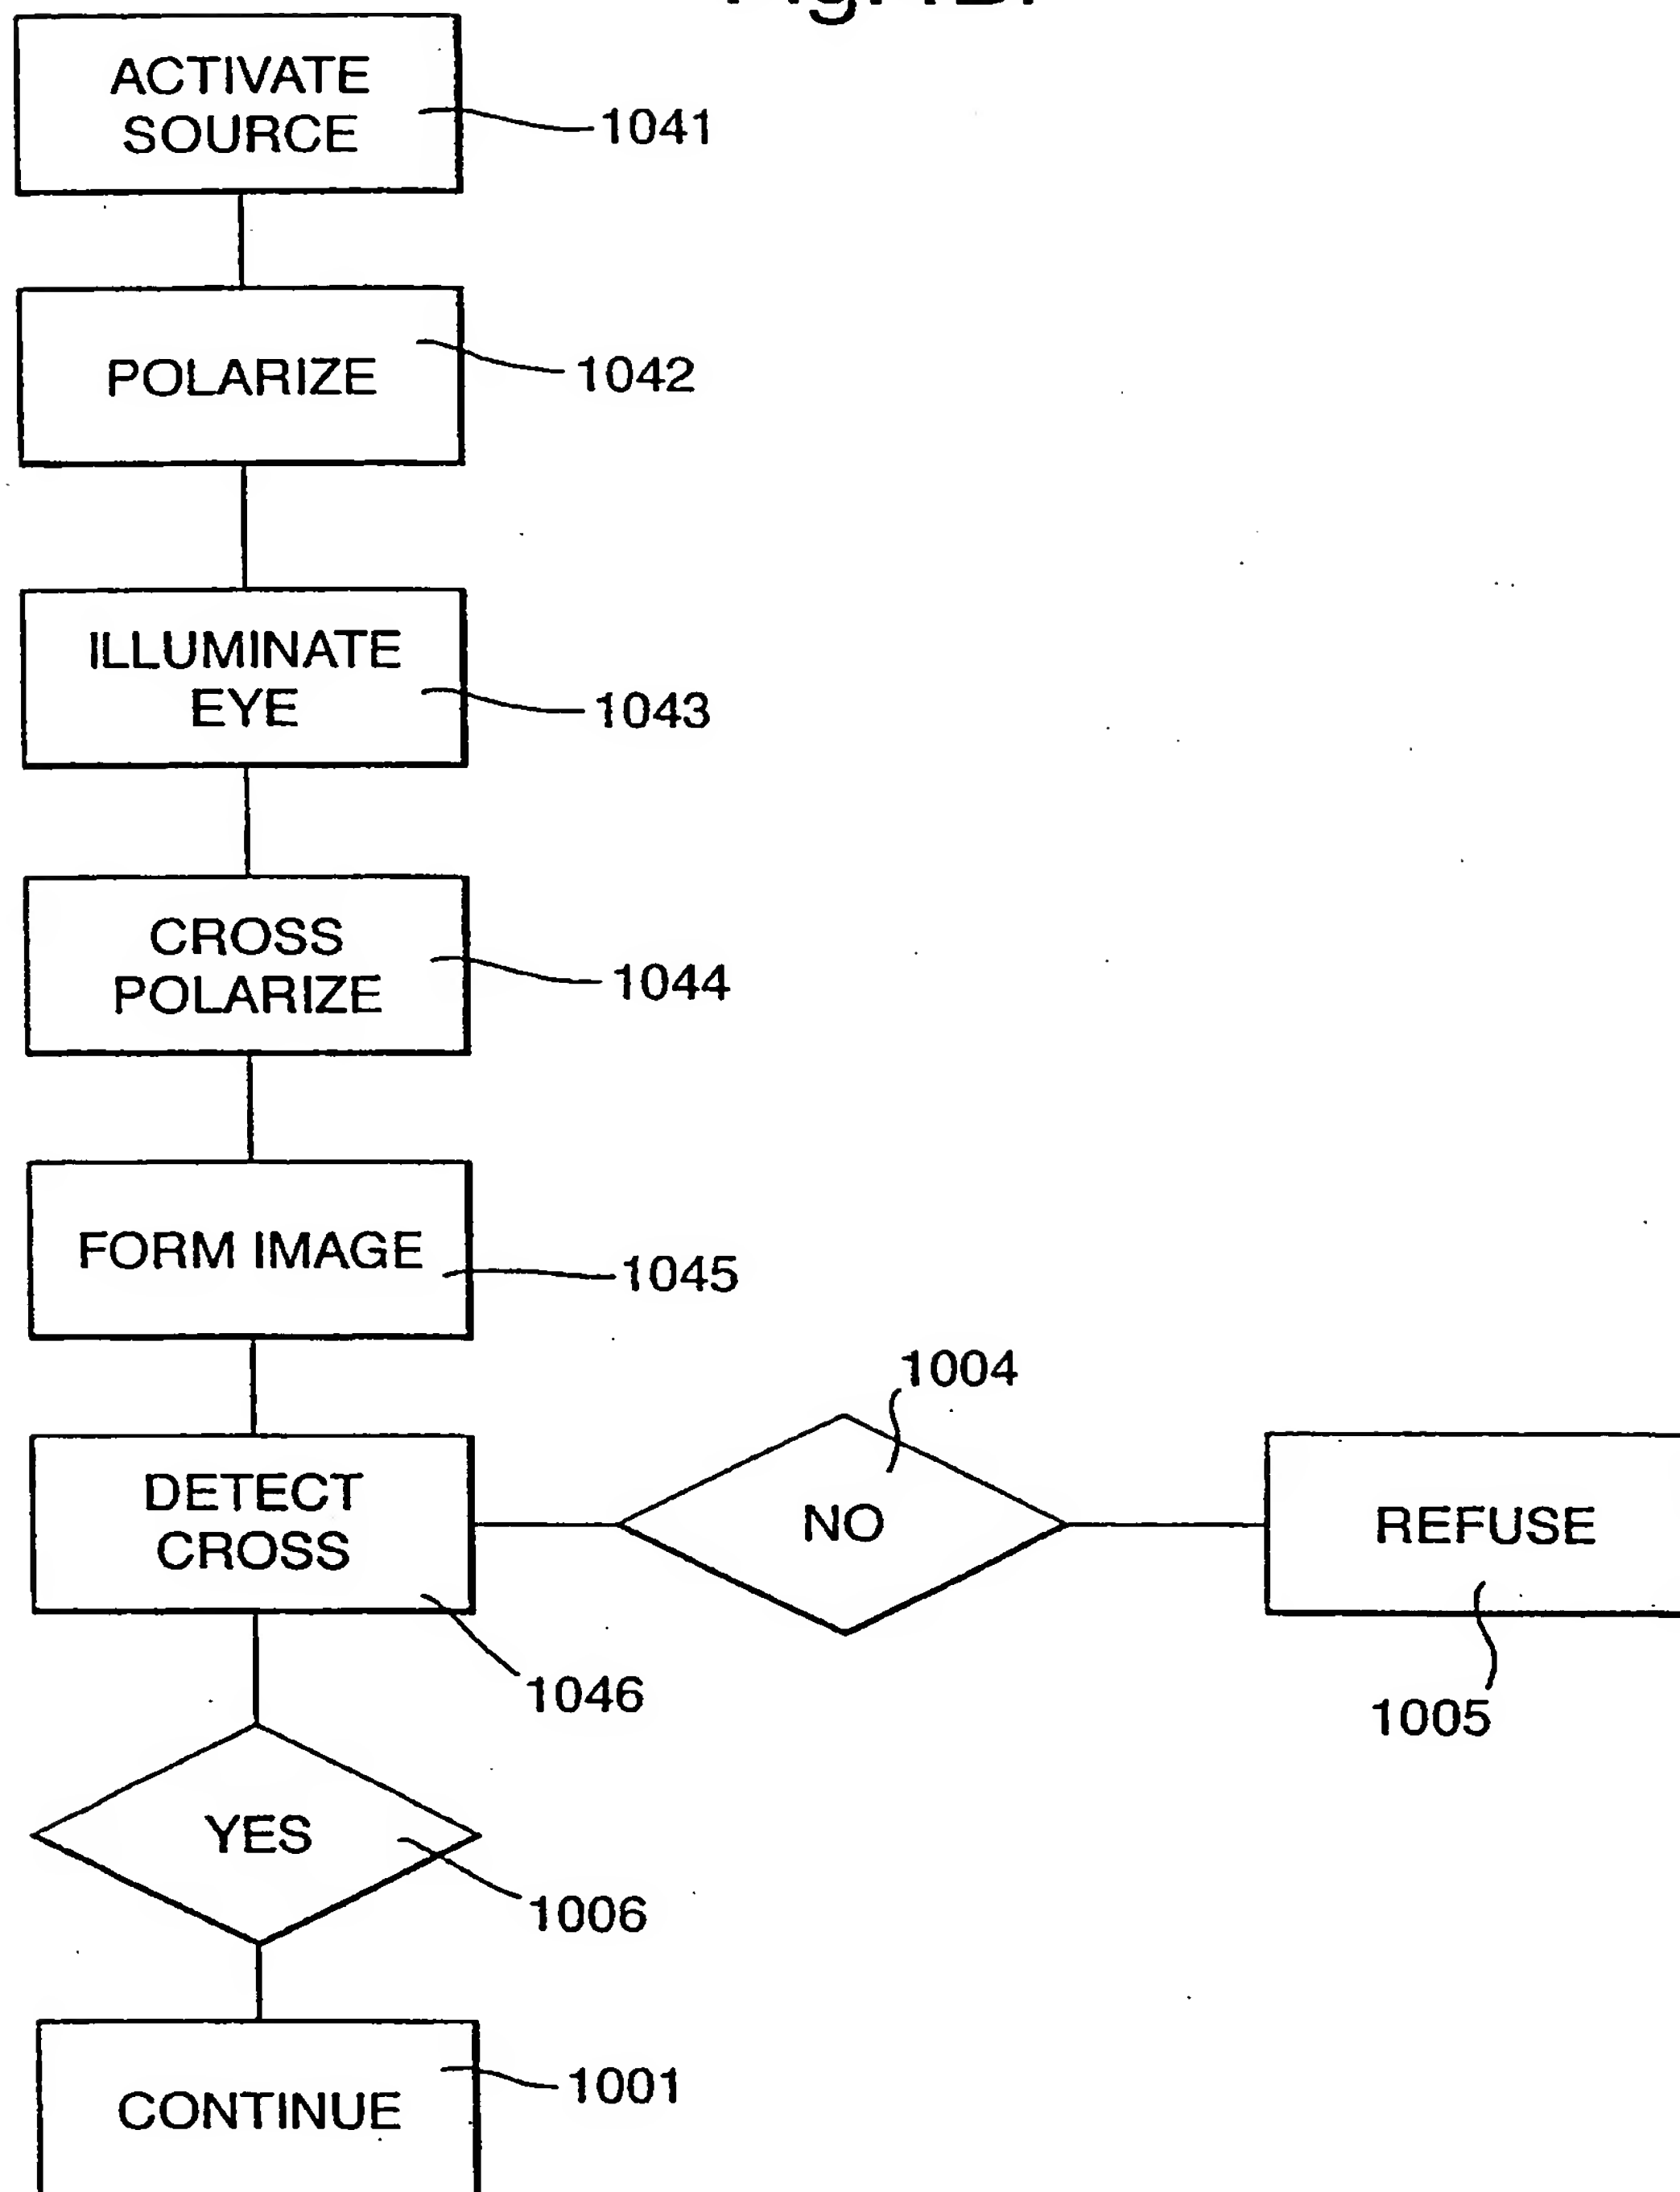 ACTIVATE
SOURCE
1041
POLARIZE
1042
ILLUMINATE
EYE
1043
CROSS
POLARIZE
1044
FORM IMAGE
1045
1004
DETECT
CROSS
NO
REFUSE
1046
1005
YES
1006
1001
CONTINUE